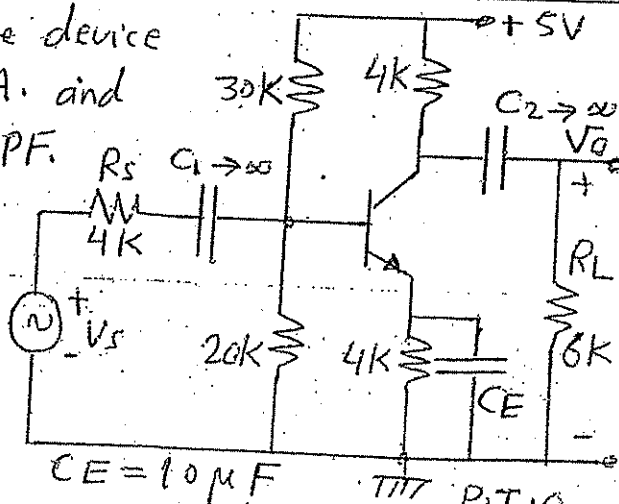 e device
A. and
PF.
+ 5V
30K
4K
C2 → ∞
Vo
+
Rs
C1 → ∞
4K
+
Vs
-
20K
4K
CE
RL
6K
-
CE = 10 μF